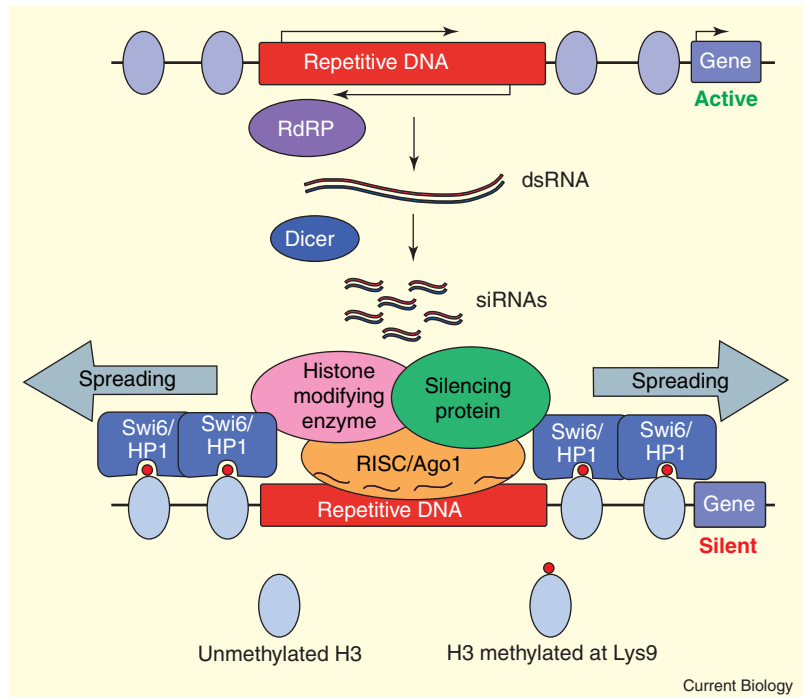 Repetitive DNA
Gene
Active
RdRP
dsRNA
Dicer
siRNAs
Spreading
Histone
modifying
enzyme
Silencing
protein
Spreading
Swi6/
HP1
Swi6/
HP1
RISC/Ago1
Swi6/
HP1
Swi6/
HP1
Repetitive DNA
Gene
Silent
Unmethylated H3
H3 methylated at Lys9
Current Biology